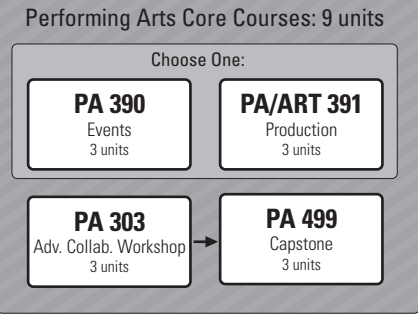 Performing Arts Core Courses: 9 units
Choose One:
PA 390
Events
3 units
PA/ART 391
Production
3 units
PA 303
Adv. Collab. Workshop
3 units
PA 499
Capstone
3 units